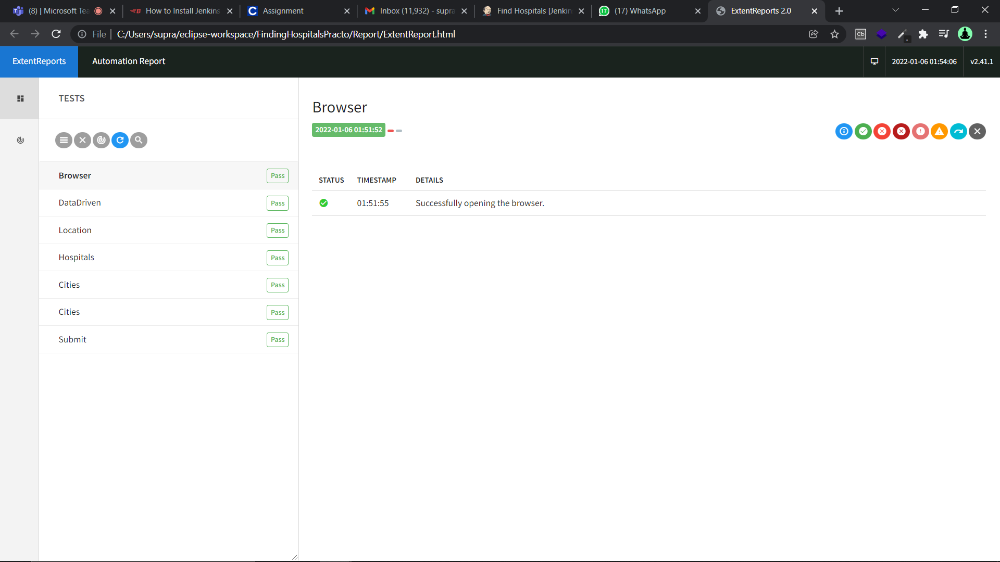 (8) | Microsoft Tea
How to Install Jenkins
Assignment
Inbox (11,932) - supra
Find Hospitals [Jenkin
(17) WhatsApp
ExtentReports 2.0
File
C:/Users/supra/eclipse-workspace/FindingHospitalsPracto/Report/ExtentReport.html
ExtentReports
Automation Report
2022-01-06 01:54:06
v2.41.1
TESTS
Browser Pass
DataDriven Pass
Location Pass
Hospitals Pass
Cities Pass
Cities Pass
Submit Pass
Browser
2022-01-06 01:51:52
STATUS TIMESTAMP DETAILS
01:51:55 Successfully opening the browser.